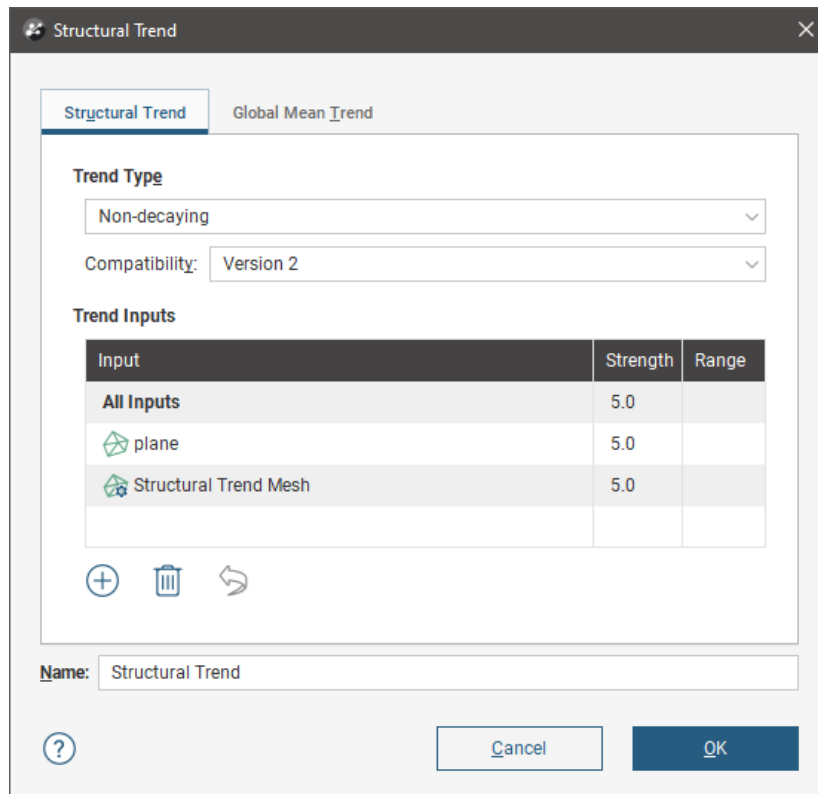 Structural Trend
Structural Trend Global Mean Trend
Trend Type
Non-decaying
Compatibility: Version 2
Trend Inputs
Input Strength Range
All Inputs 5.0
plane 5.0
Structural Trend Mesh 5.0
Name: Structural Trend
? Cancel OK